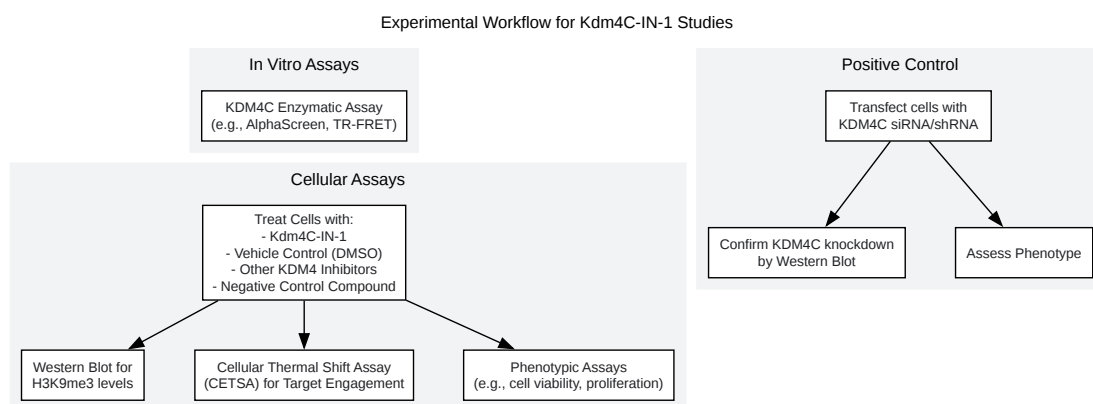 Experimental Workflow for Kdm4C-IN-1 Studies
In Vitro Assays
KDM4C Enzymatic Assay
(e.g., AlphaScreen, TR-FRET)
Cellular Assays
Treat Cells with:
- Kdm4C-IN-1
- Vehicle Control (DMSO)
- Other KDM4 Inhibitors
- Negative Control Compound
Western Blot for
H3K9me3 levels
Cellular Thermal Shift Assay
(CETSA) for Target Engagement
Phenotypic Assays
(e.g., cell viability, proliferation)
Positive Control
Transfect cells with
KDM4C siRNA/shRNA
Confirm KDM4C knockdown
by Western Blot
Assess Phenotype